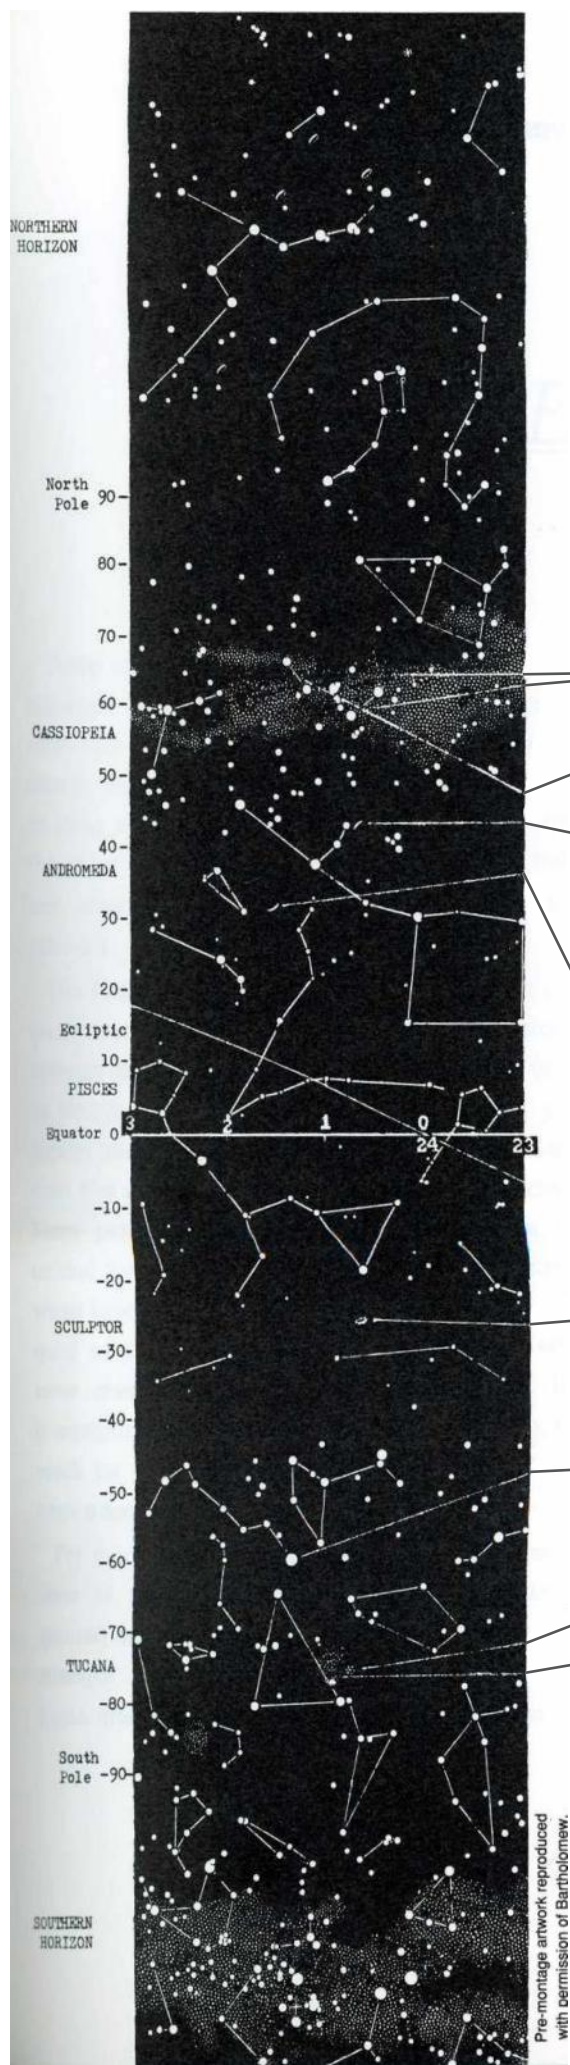 NORTHERN
HORIZON
North
Pole 90-
80-
70-
60-
CASSIOPEIA
50-
40-
ANDROMEDA
30-
20-
Ecliptic
10-
PISCES
3 2 1 0
Equator 0
24 23
-10-
-20-
SCULPTOR
-30-
-40-
-50-
-60-
-70-
TUCANA
-80-
South
Pole -90-
SOUTHERN
HORIZON
Pre-montage artwork reproduced
with permission of Bartholomew.